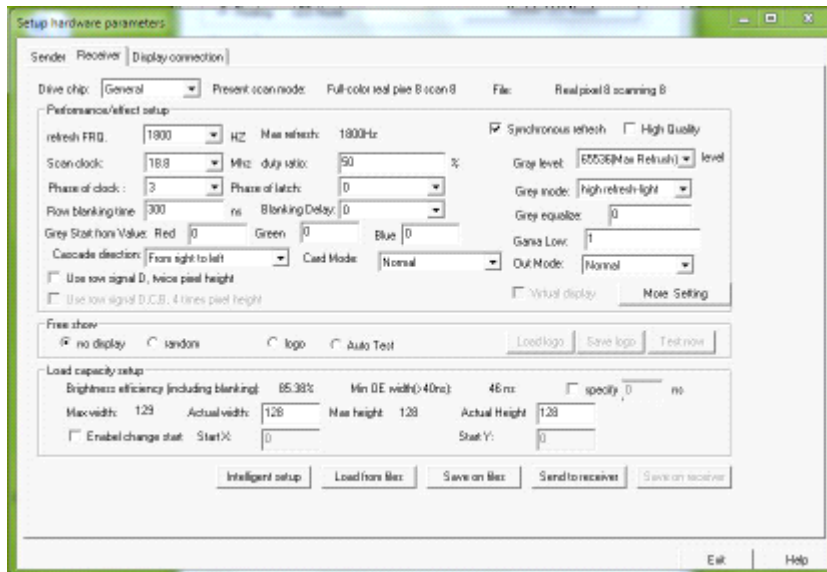 Setup hardware parameters
Sender Receiver Display connection
Drive chip: General Present scan mode: Full-color real pixe 8 scan 8 File: Real pixel 8 scanning 8
Performance/effect setup
refresh FRQ. 1800 HZ Max refresh: 1800Hz Synchronous refresh High Quality
Scan clock: 18.8 Mhz duty ratio: 50 % Gray level: 65536(Max Refrush) level
Phase of clock : 3 Phase of latch: 0 Grey mode: high refresh-light
Row blanking time 300 ns Blanking Delay: 0 Grey equalize: 0
Grey Start from Value: Red 0 Green 0 Blue 0 Gama Low: 1
Cascade direction: From right to left Card Mode: Normal Out Mode: Normal
Use row signal D, twice pixel height
Use row signal D.C.B, 4 times pixel height Virtual display More Setting
Free show
no display random logo Auto Test Load logo Save logo Test now
Load capacity setup
Brightness efficiency (including blanking): 85.38% Min OE width(>40ns): 46 ns specify 0 ns
Max width: 129 Actual width: 128 Max height: 128 Actual Height 128
Enabel change start Start X: 0 Start Y: 0
Intelligent setup Load from files Save on files Send to receiver Save on receiver
Exit Help